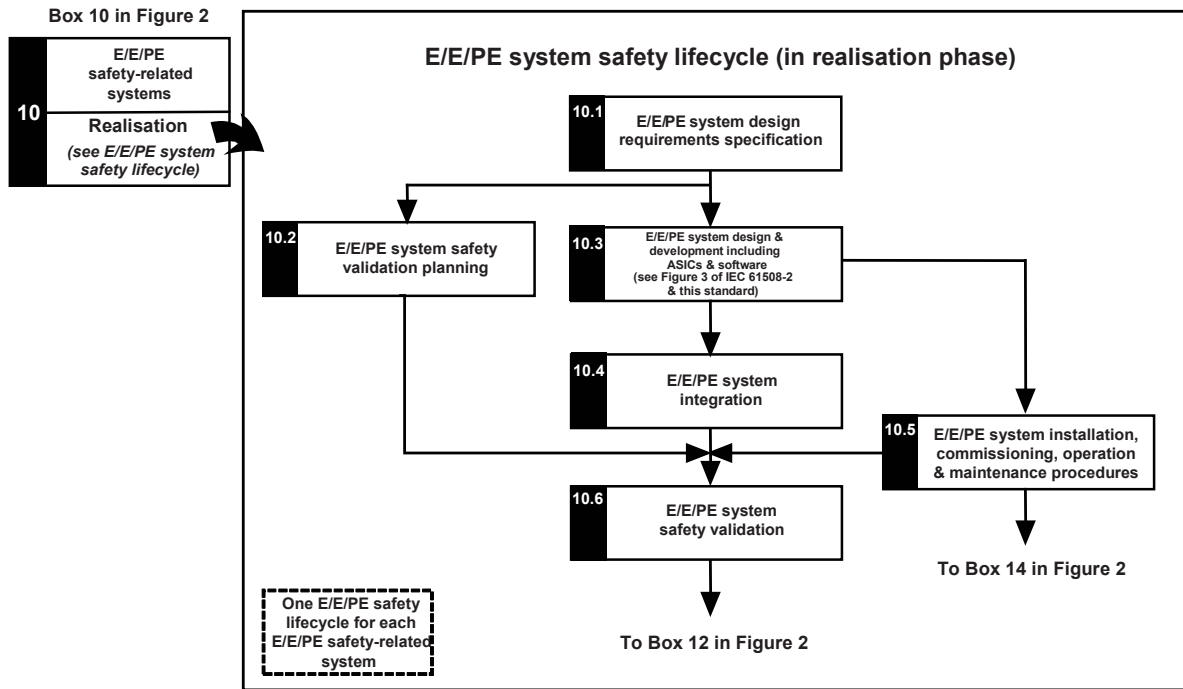 Box 10 in Figure 2
10
E/E/PE
safety-related
systems
Realisation
(see E/E/PE system
safety lifecycle)
E/E/PE system safety lifecycle (in realisation phase)
10.1
E/E/PE system design
requirements specification
10.2
E/E/PE system safety
validation planning
10.3
E/E/PE system design &
development including
ASICs & software
(see Figure 3 of IEC 61508-2
& this standard)
10.4
E/E/PE system
integration
10.5
E/E/PE system installation,
commissioning, operation
& maintenance procedures
10.6
E/E/PE system
safety validation
To Box 14 in Figure 2
One E/E/PE safety
lifecycle for each
E/E/PE safety-related
system
To Box 12 in Figure 2